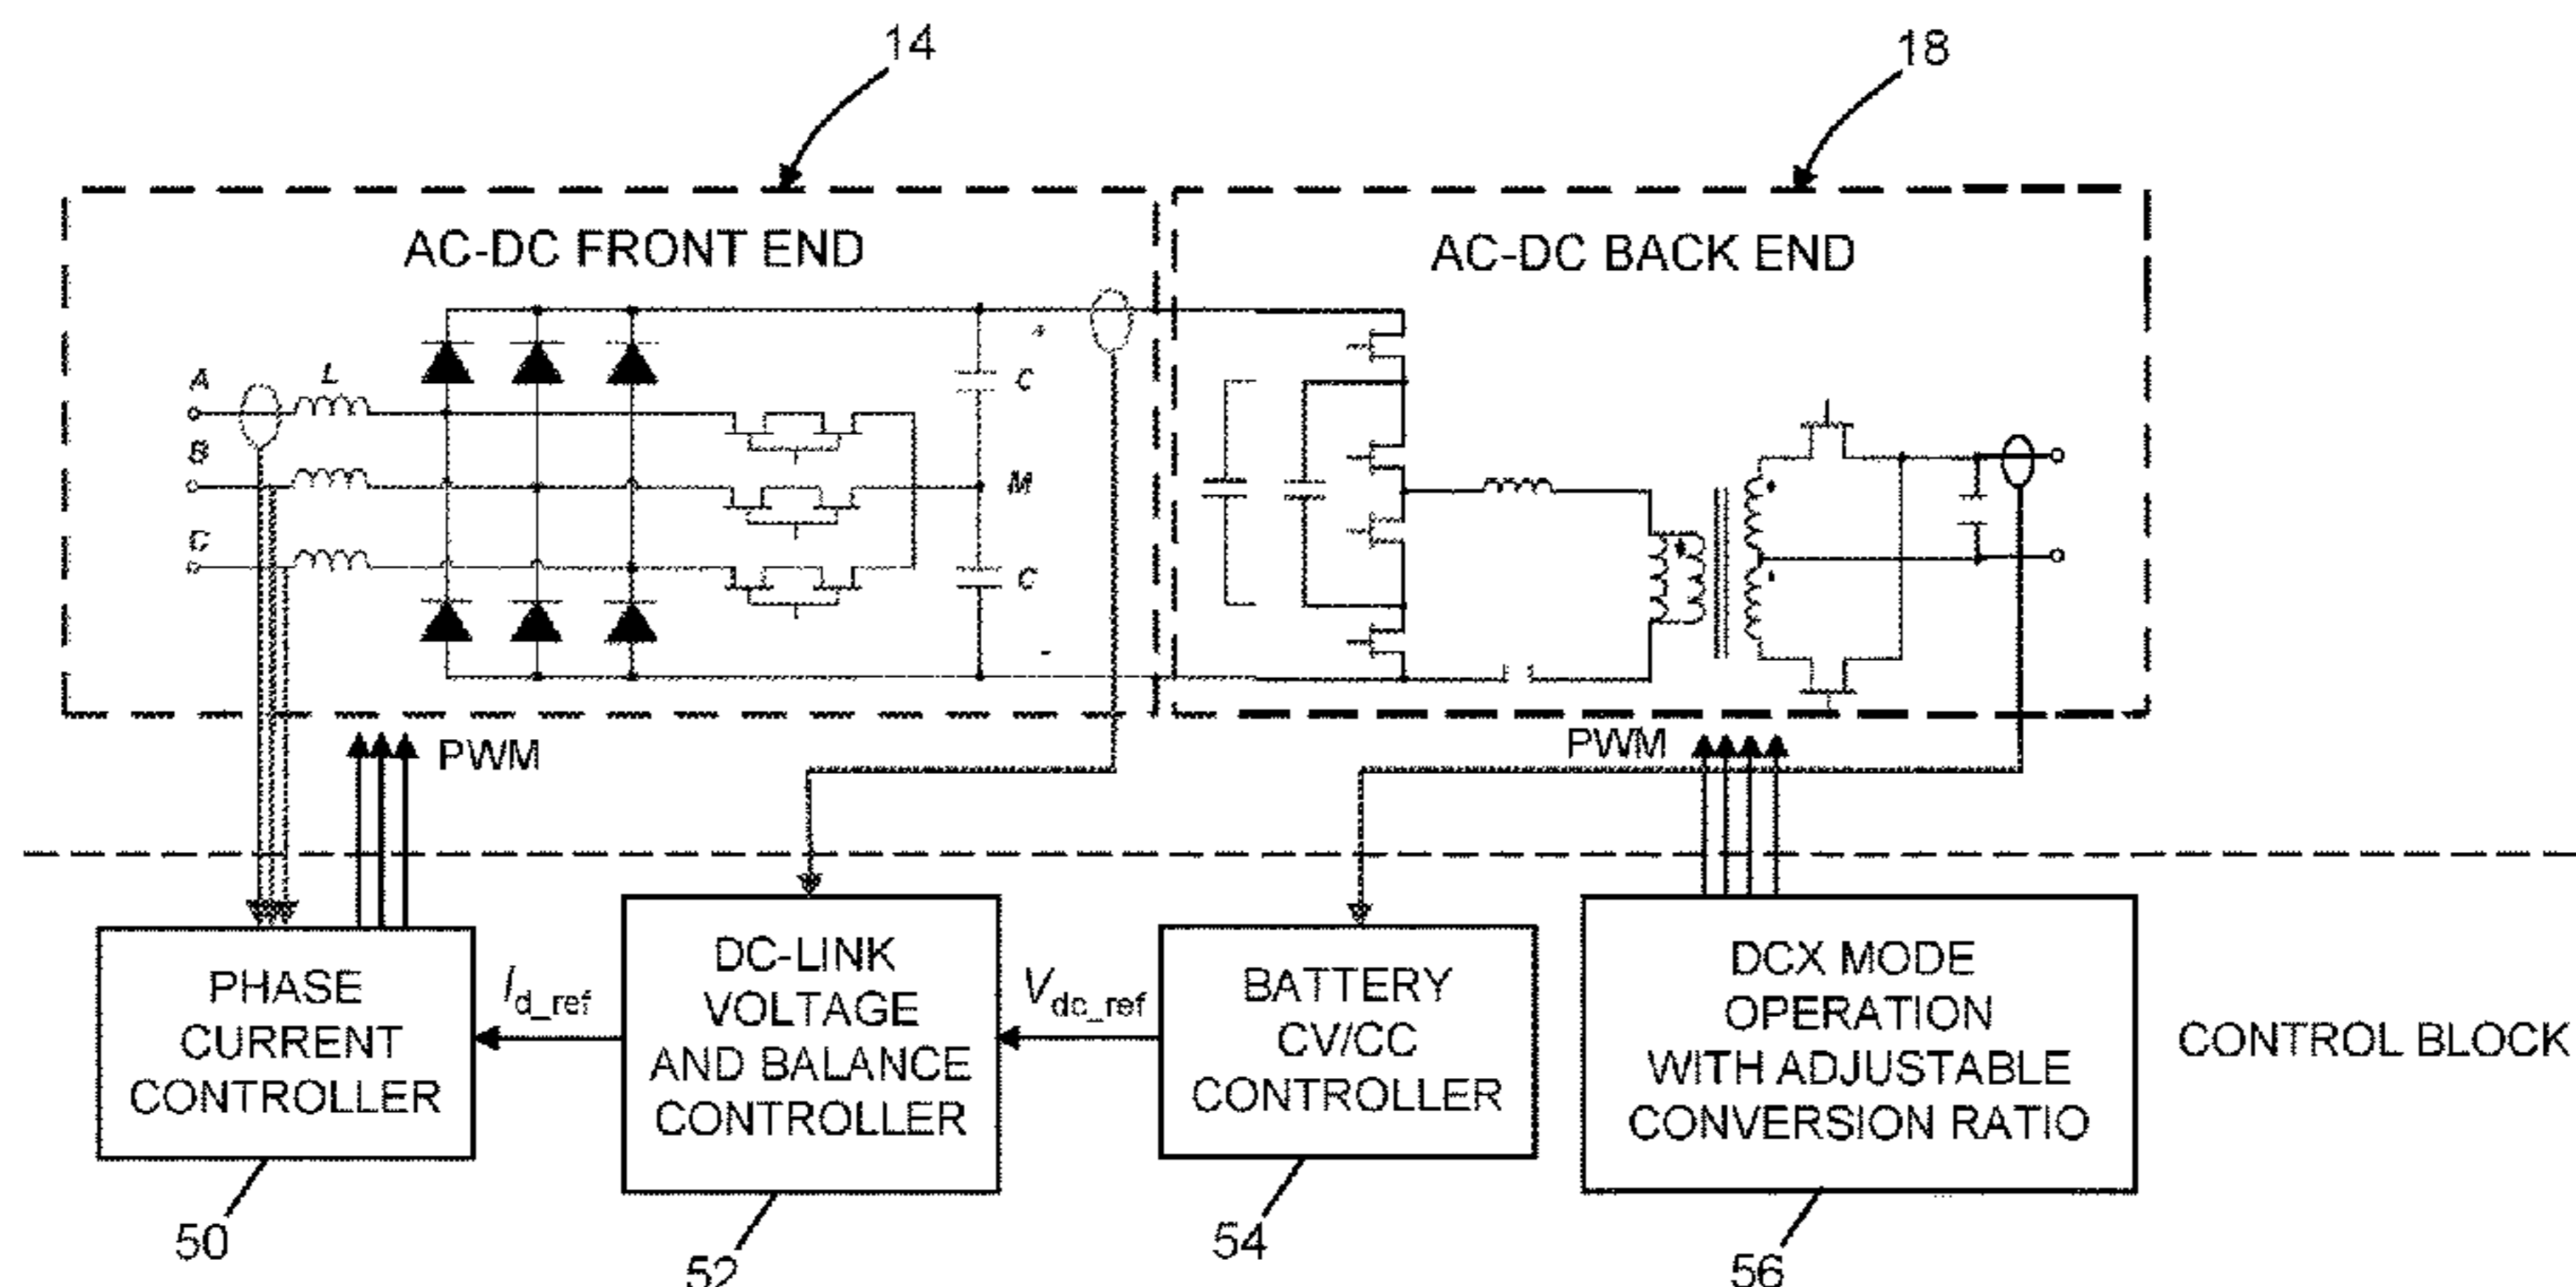 14
18
AC-DC FRONT END
AC-DC BACK END
A
L
B
C
+
C
M
C
-
PWM
PWM
PHASE
CURRENT
CONTROLLER
Id_ref
DC-LINK
VOLTAGE
AND BALANCE
CONTROLLER
Vdc_ref
BATTERY
CV/CC
CONTROLLER
DCX MODE
OPERATION
WITH ADJUSTABLE
CONVERSION RATIO
CONTROL BLOCK
50
52
54
56